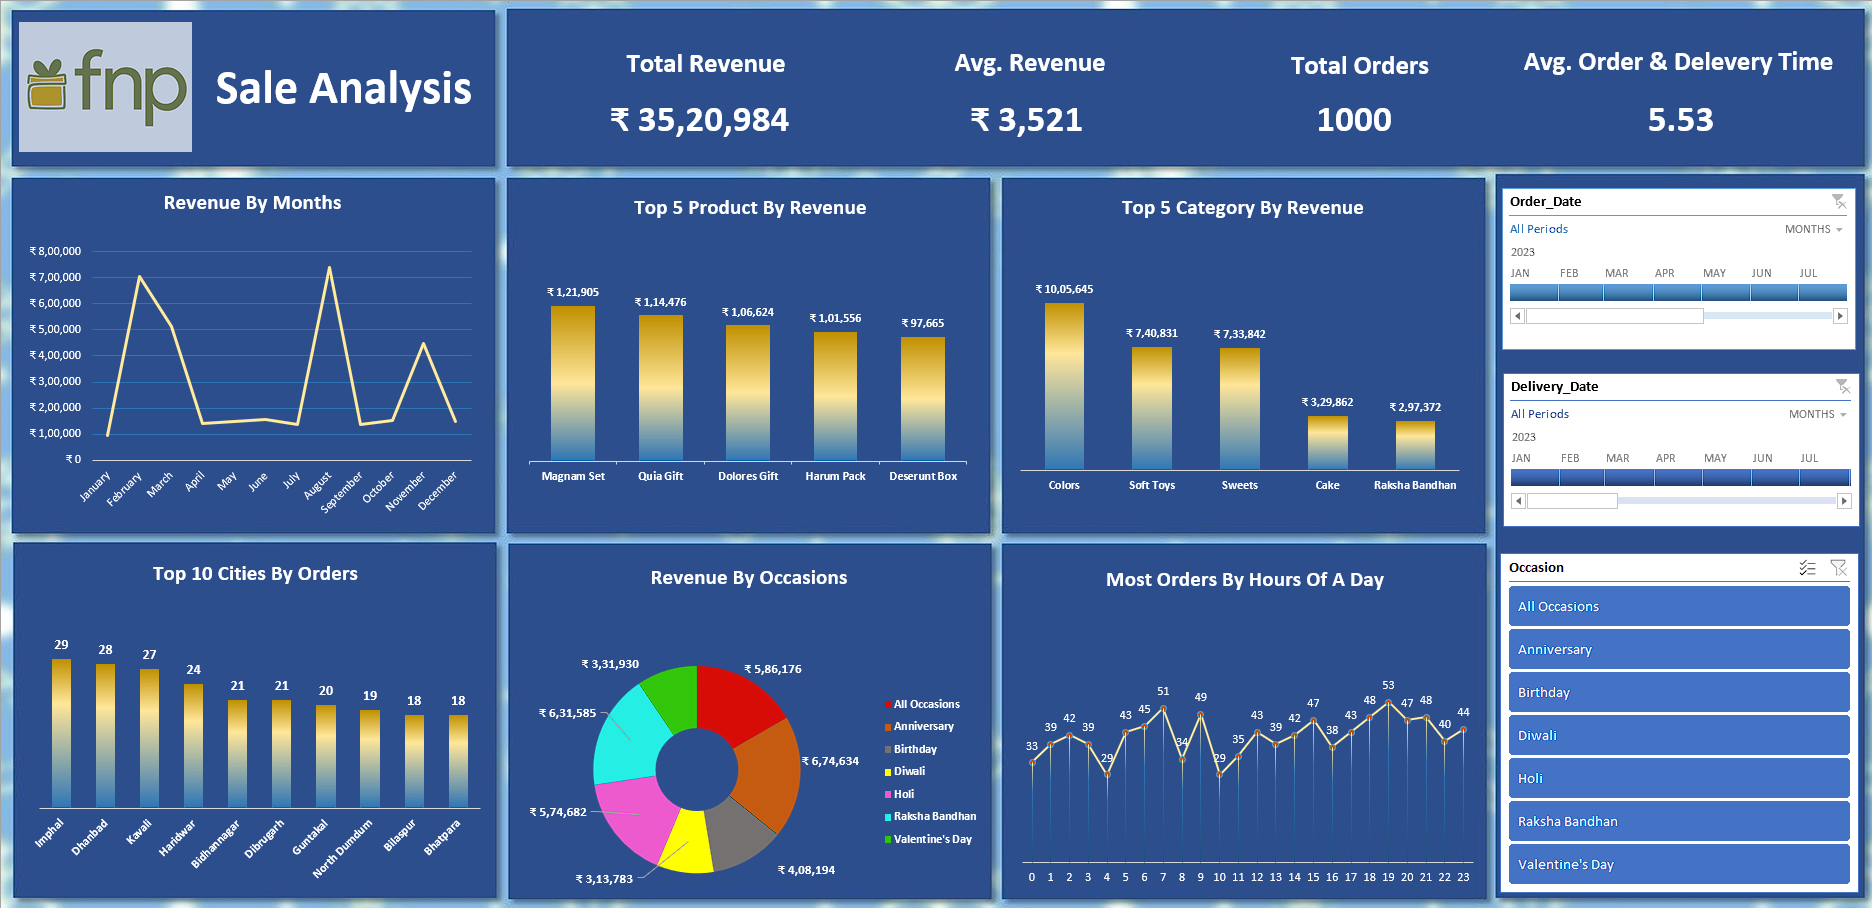 fnp
Sale Analysis
Total Revenue
₹ 35,20,984
Avg. Revenue
₹ 3,521
Total Orders
1000
Avg. Order & Delevery Time
5.53
Revenue By Months
₹ 8,00,000
₹ 7,00,000
₹ 6,00,000
₹ 5,00,000
₹ 4,00,000
₹ 3,00,000
₹ 2,00,000
₹ 1,00,000
₹ 0
January
February
March
April
May
June
July
August
September
October
November
December
Top 5 Product By Revenue
₹ 1,21,905
₹ 1,14,476
₹ 1,06,624
₹ 1,01,556
₹ 97,665
Magnam Set
Quia Gift
Dolores Gift
Harum Pack
Deserunt Box
Top 5 Category By Revenue
₹ 10,05,645
₹ 7,40,831
₹ 7,33,842
₹ 3,29,862
₹ 2,97,372
Colors
Soft Toys
Sweets
Cake
Raksha Bandhan
Order_Date
All Periods
MONTHS
2023
JAN FEB MAR APR MAY JUN JUL
Delivery_Date
All Periods
MONTHS
2023
JAN FEB MAR APR MAY JUN JUL
Top 10 Cities By Orders
29
28
27
24
21
21
20
19
18
18
Imphal
Dhanbad
Kavali
Haridwar
Bidhannagar
Dibrugarh
Guntakal
North Dumdum
Bilaspur
Bhatpara
Revenue By Occasions
₹ 5,86,176
₹ 6,74,634
₹ 4,08,194
₹ 3,13,783
₹ 5,74,682
₹ 6,31,585
₹ 3,31,930
All Occasions
Anniversary
Birthday
Diwali
Holi
Raksha Bandhan
Valentine's Day
Most Orders By Hours Of A Day
33 39 42 39 29 43 45 51 34 49 29 35 43 39 42 47 38 43 48 53 47 48 40 44
0 1 2 3 4 5 6 7 8 9 10 11 12 13 14 15 16 17 18 19 20 21 22 23
Occasion
All Occasions
Anniversary
Birthday
Diwali
Holi
Raksha Bandhan
Valentine's Day